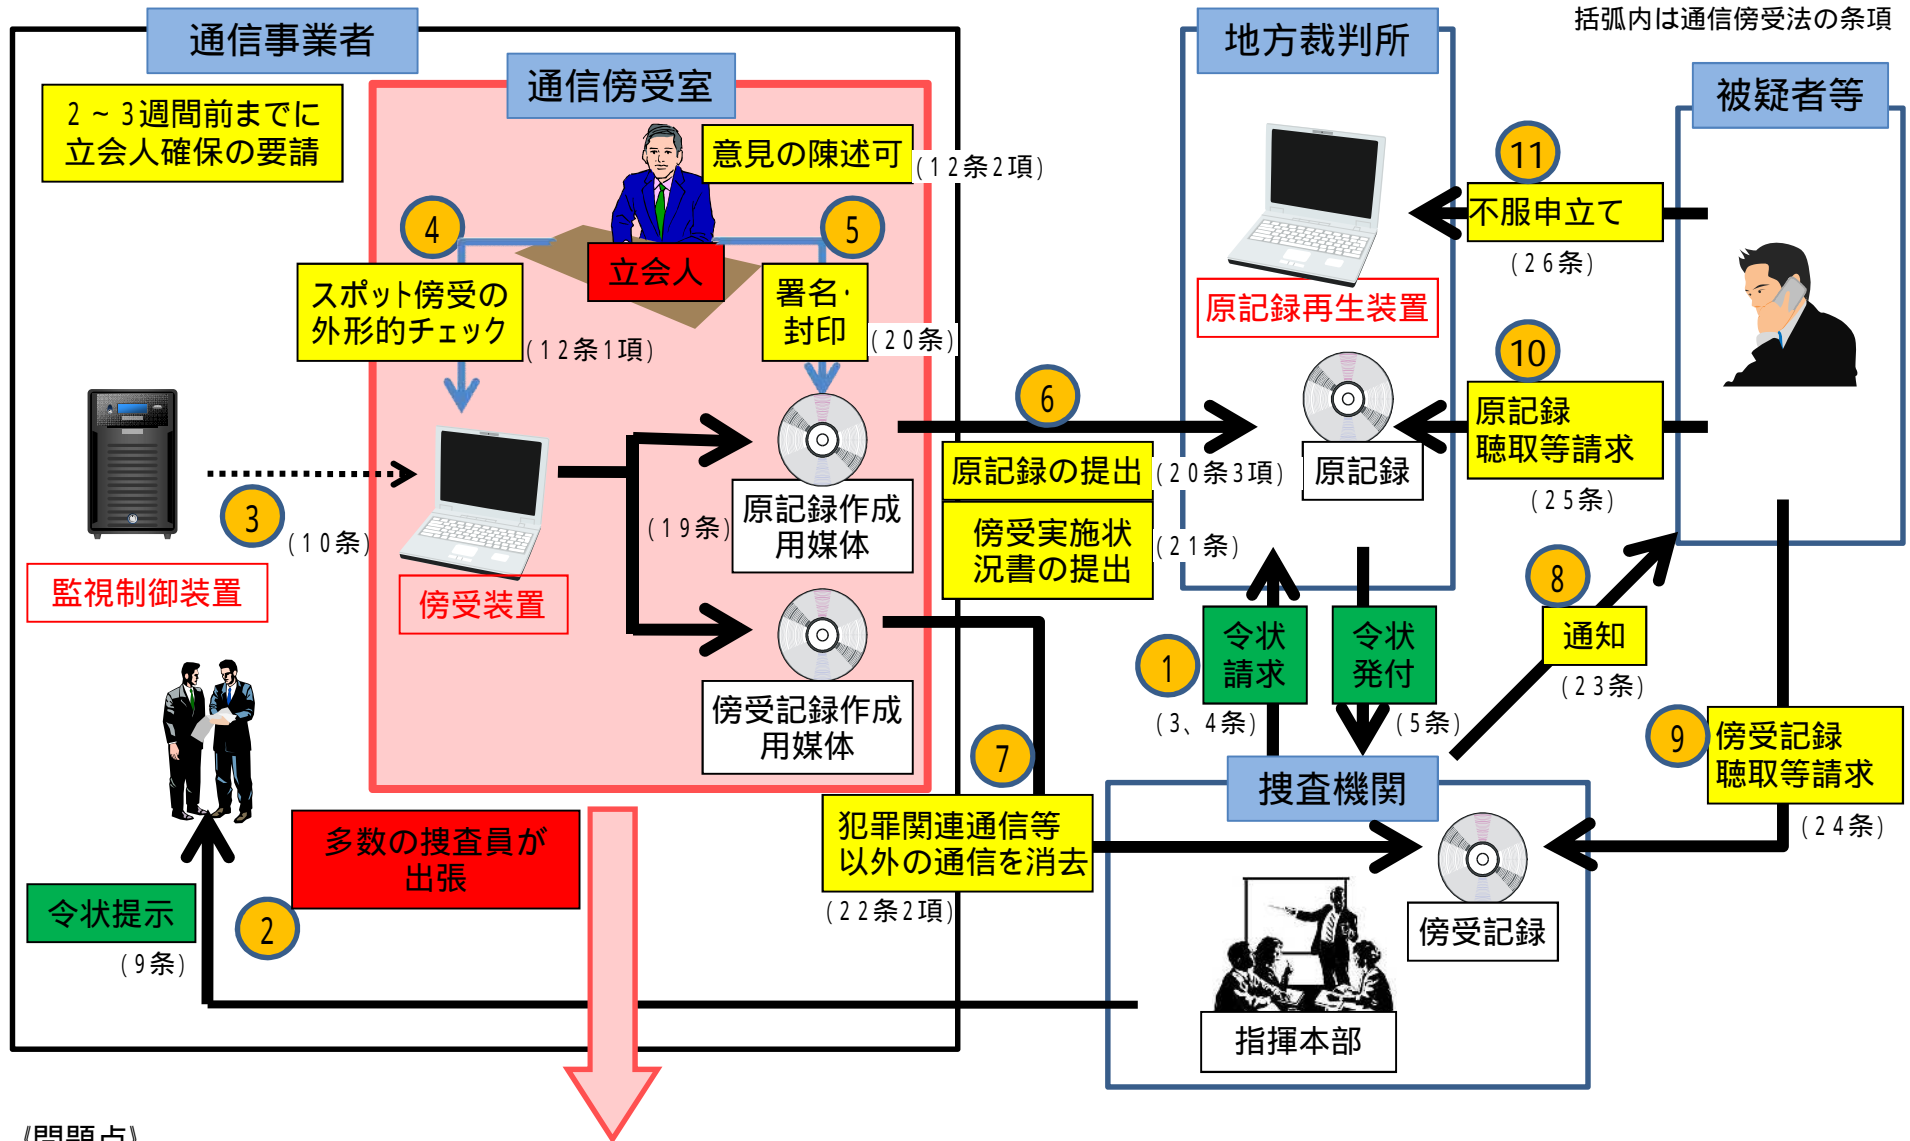 括弧内は通信傍受法の条項
通信事業者
通信傍受室
地方裁判所
被疑者等
2～3週間前までに
立会人確保の要請
意見の陳述可
(12条2項)
4
5
立会人
スポット傍受の
外形的チェック
(12条1項)
署名・
封印
(20条)
原記録再生装置
11
不服申立て
(26条)
10
原記録
聴取等請求
(25条)
6
原記録の提出
(20条3項)
傍受実施状
況書の提出
(21条)
原記録
3
(10条)
監視制御装置
傍受装置
(19条)
原記録作成
用媒体
傍受記録作成
用媒体
1
令状
請求
(3、4条)
令状
発付
(5条)
8
通知
(23条)
9
傍受記録
聴取等請求
(24条)
7
犯罪関連通信等
以外の通信を消去
(22条2項)
捜査機関
傍受記録
指揮本部
多数の捜査員が
出張
2
令状提示
(9条)
《問題点》